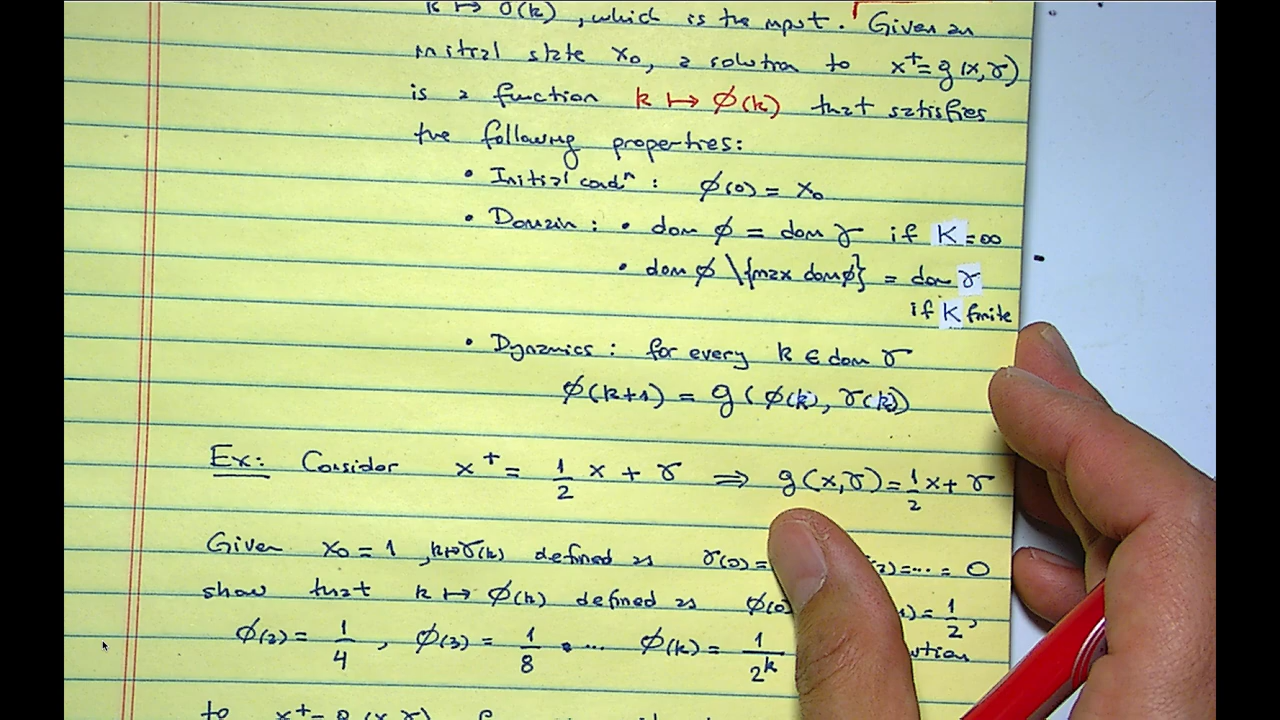 k ↦ σ(k), which is the input. Given an
initial state x₀, a solution to x⁺ = g(x,γ)
is a function k ↦ φ(k) that satisfies
the following properties:
• Initial condⁿ: φ(0) = x₀
• Domain: • dom φ = dom γ if K=∞
• dom φ \{max dom φ} = dom γ
if K finite
• Dynamics: for every k ∈ dom γ
φ(k+1) = g(φ(k), γ(k))
Ex: Consider x⁺ = 1/2 x + γ ⇒ g(x,γ) = 1/2 x + γ
Given x₀ = 1, k↦γ(k) defined as γ(0)= (2)=...= 0
show that k ↦ φ(k) defined as φ(0) ) = 1/2,
φ(2) = 1/4, φ(3) = 1/8 ... φ(k) = 1/2ᵏ
to x⁺= g(x,γ)